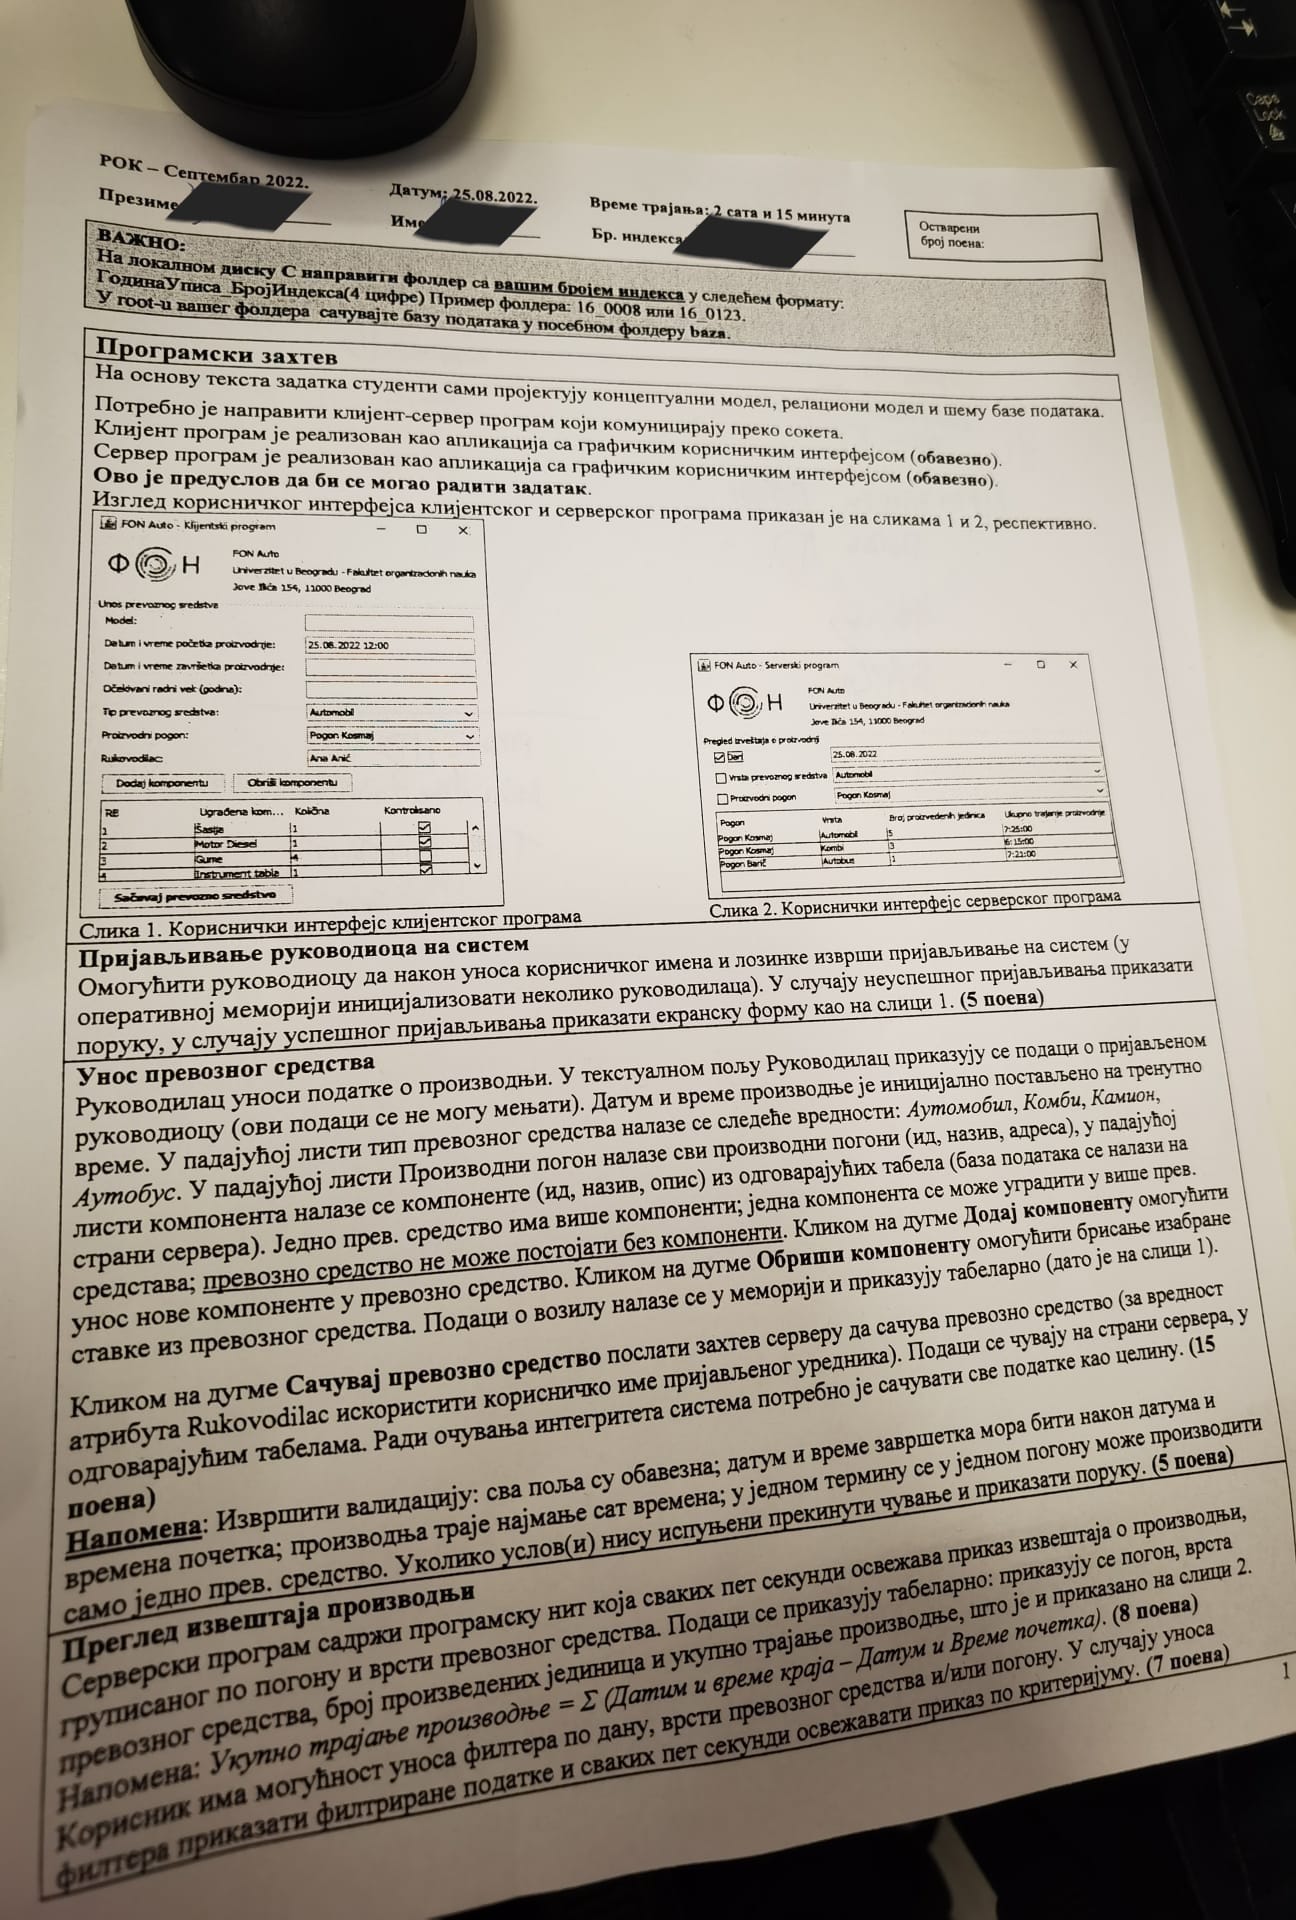 РОК – Септембар 2022.
Датум: 25.08.2022.
Време трајања: 2 сата и 15 минута
Остварени
број поена:
Презиме
Име
Бр. индекса
ВАЖНО:
На локалном диску C направити фолдер са вашим бројем индекса у следећем формату:
ГодинаУписа_БројИндекса(4 цифре) Пример фолдера: 16_0008 или 16_0123.
У root-u вашег фолдера сачувајте базу података у посебном фолдеру baza.
Програмски захтев
На основу текста задатка студенти сами пројектују концептуални модел, релациони модел и шему базе података.
Потребно је направити клијент-сервер програм који комуницирају преко сокета.
Клијент програм је реализован као апликација са графичким корисничким интерфејсом (обавезно).
Сервер програм је реализован као апликација са графичким корисничким интерфејсом (обавезно).
Ово је предуслов да би се могао радити задатак.
Изглед корисничког интерфејса клијентског и серверског програма приказан је на сликама 1 и 2, респективно.
FON Auto - Klijentski program
Ф Н
FON Auto
Univerzitet u Beogradu - Fakultet organizacionih nauka
Jove Ilića 154, 11000 Beograd
Unos prevoznog sredstva
Model:
Datum i vreme početka proizvodnje: 25.08.2022 12:00
Datum i vreme završetka proizvodnje:
Očekivani radni vek (godina):
Tip prevoznog sredstva: Automobil
Proizvodni pogon: Pogon Kosmaj
Rukovodilac: Ana Anić
Dodaj komponentu Obriši komponentu
RB Ugrađena kom... Količina Kontrolisano
1 Šasija 1
2 Motor Diesel 1
3 Gume 4
4 Instrument tabla 1
Sačuvaj prevozno sredstvo
Слика 1. Кориснички интерфејс клијентског програма
FON Auto - Serverski program
Ф Н
FON Auto
Univerzitet u Beogradu - Fakultet organizacionih nauka
Jove Ilića 154, 11000 Beograd
Pregled izveštaja o proizvodnji
Dan 25.08.2022
Vrsta prevoznog sredstva Automobil
Proizvodni pogon Pogon Kosmaj
Pogon Vrsta Broj proizvedenih jedinica Ukupno trajanje proizvodnje
Pogon Kosmaj Automobil 5 7:25:00
Pogon Kosmaj Kombi 3 6:15:00
Pogon Barič Autobus 1 7:21:00
Слика 2. Кориснички интерфејс серверског програма
Пријављивање руководиоца на систем
Омогућити руководиоцу да након уноса корисничког имена и лозинке изврши пријављивање на систем (у
оперативној меморији иницијализовати неколико руководилаца). У случају неуспешног пријављивања приказати
поруку, у случају успешног пријављивања приказати екранску форму као на слици 1. (5 поена)
Унос превозног средства
Руководилац уноси податке о производњи. У текстуалном пољу Руководилац приказују се подаци о пријављеном
руководиоцу (ови подаци се не могу мењати). Датум и време производње је иницијално постављено на тренутно
време. У падајућој листи тип превозног средства налазе се следеће вредности: Аутомобил, Комби, Камион,
Аутобус. У падајућој листи Производни погон налазе сви производни погони (ид, назив, адреса), у падајућој
листи компонента налазе се компоненте (ид, назив, опис) из одговарајућих табела (база података се налази на
страни сервера). Једно прев. средство има више компоненти; једна компонента се може уградити у више прев.
средстава; превозно средство не може постојати без компоненти. Кликом на дугме Додај компоненту омогућити
унос нове компоненте у превозно средство. Кликом на дугме Обриши компоненту омогућити брисање изабране
ставке из превозног средства. Подаци о возилу налазе се у меморији и приказују табеларно (дато је на слици 1).
Кликом на дугме Сачувај превозно средство послати захтев серверу да сачува превозно средство (за вредност
атрибута Rukovodilac искористити корисничко име пријављеног уредника). Подаци се чувају на страни сервера, у
одговарајућим табелама. Ради очувања интегритета система потребно је сачувати све податке као целину. (15
поена)
Напомена: Извршити валидацију: сва поља су обавезна; датум и време завршетка мора бити након датума и
времена почетка; производња траје најмање сат времена; у једном термину се у једном погону може производити
само једно прев. средство. Уколико услов(и) нису испуњени прекинути чување и приказати поруку. (5 поена)
Преглед извештаја производњи
Серверски програм садржи програмску нит која сваких пет секунди освежава приказ извештаја о производњи,
груписаног по погону и врсти превозног средства. Подаци се приказују табеларно: приказују се погон, врста
превозног средства, број произведених јединица и укупно трајање производње, што је и приказано на слици 2.
Напомена: Укупно трајање производње = Σ (Датим и време краја – Датум и Време почетка). (8 поена)
Корисник има могућност уноса филтера по дану, врсти превозног средства и/или погону. У случају уноса
филтера приказати филтриране податке и сваких пет секунди освежавати приказ по критеријуму. (7 поена)
1
Caps
Lock